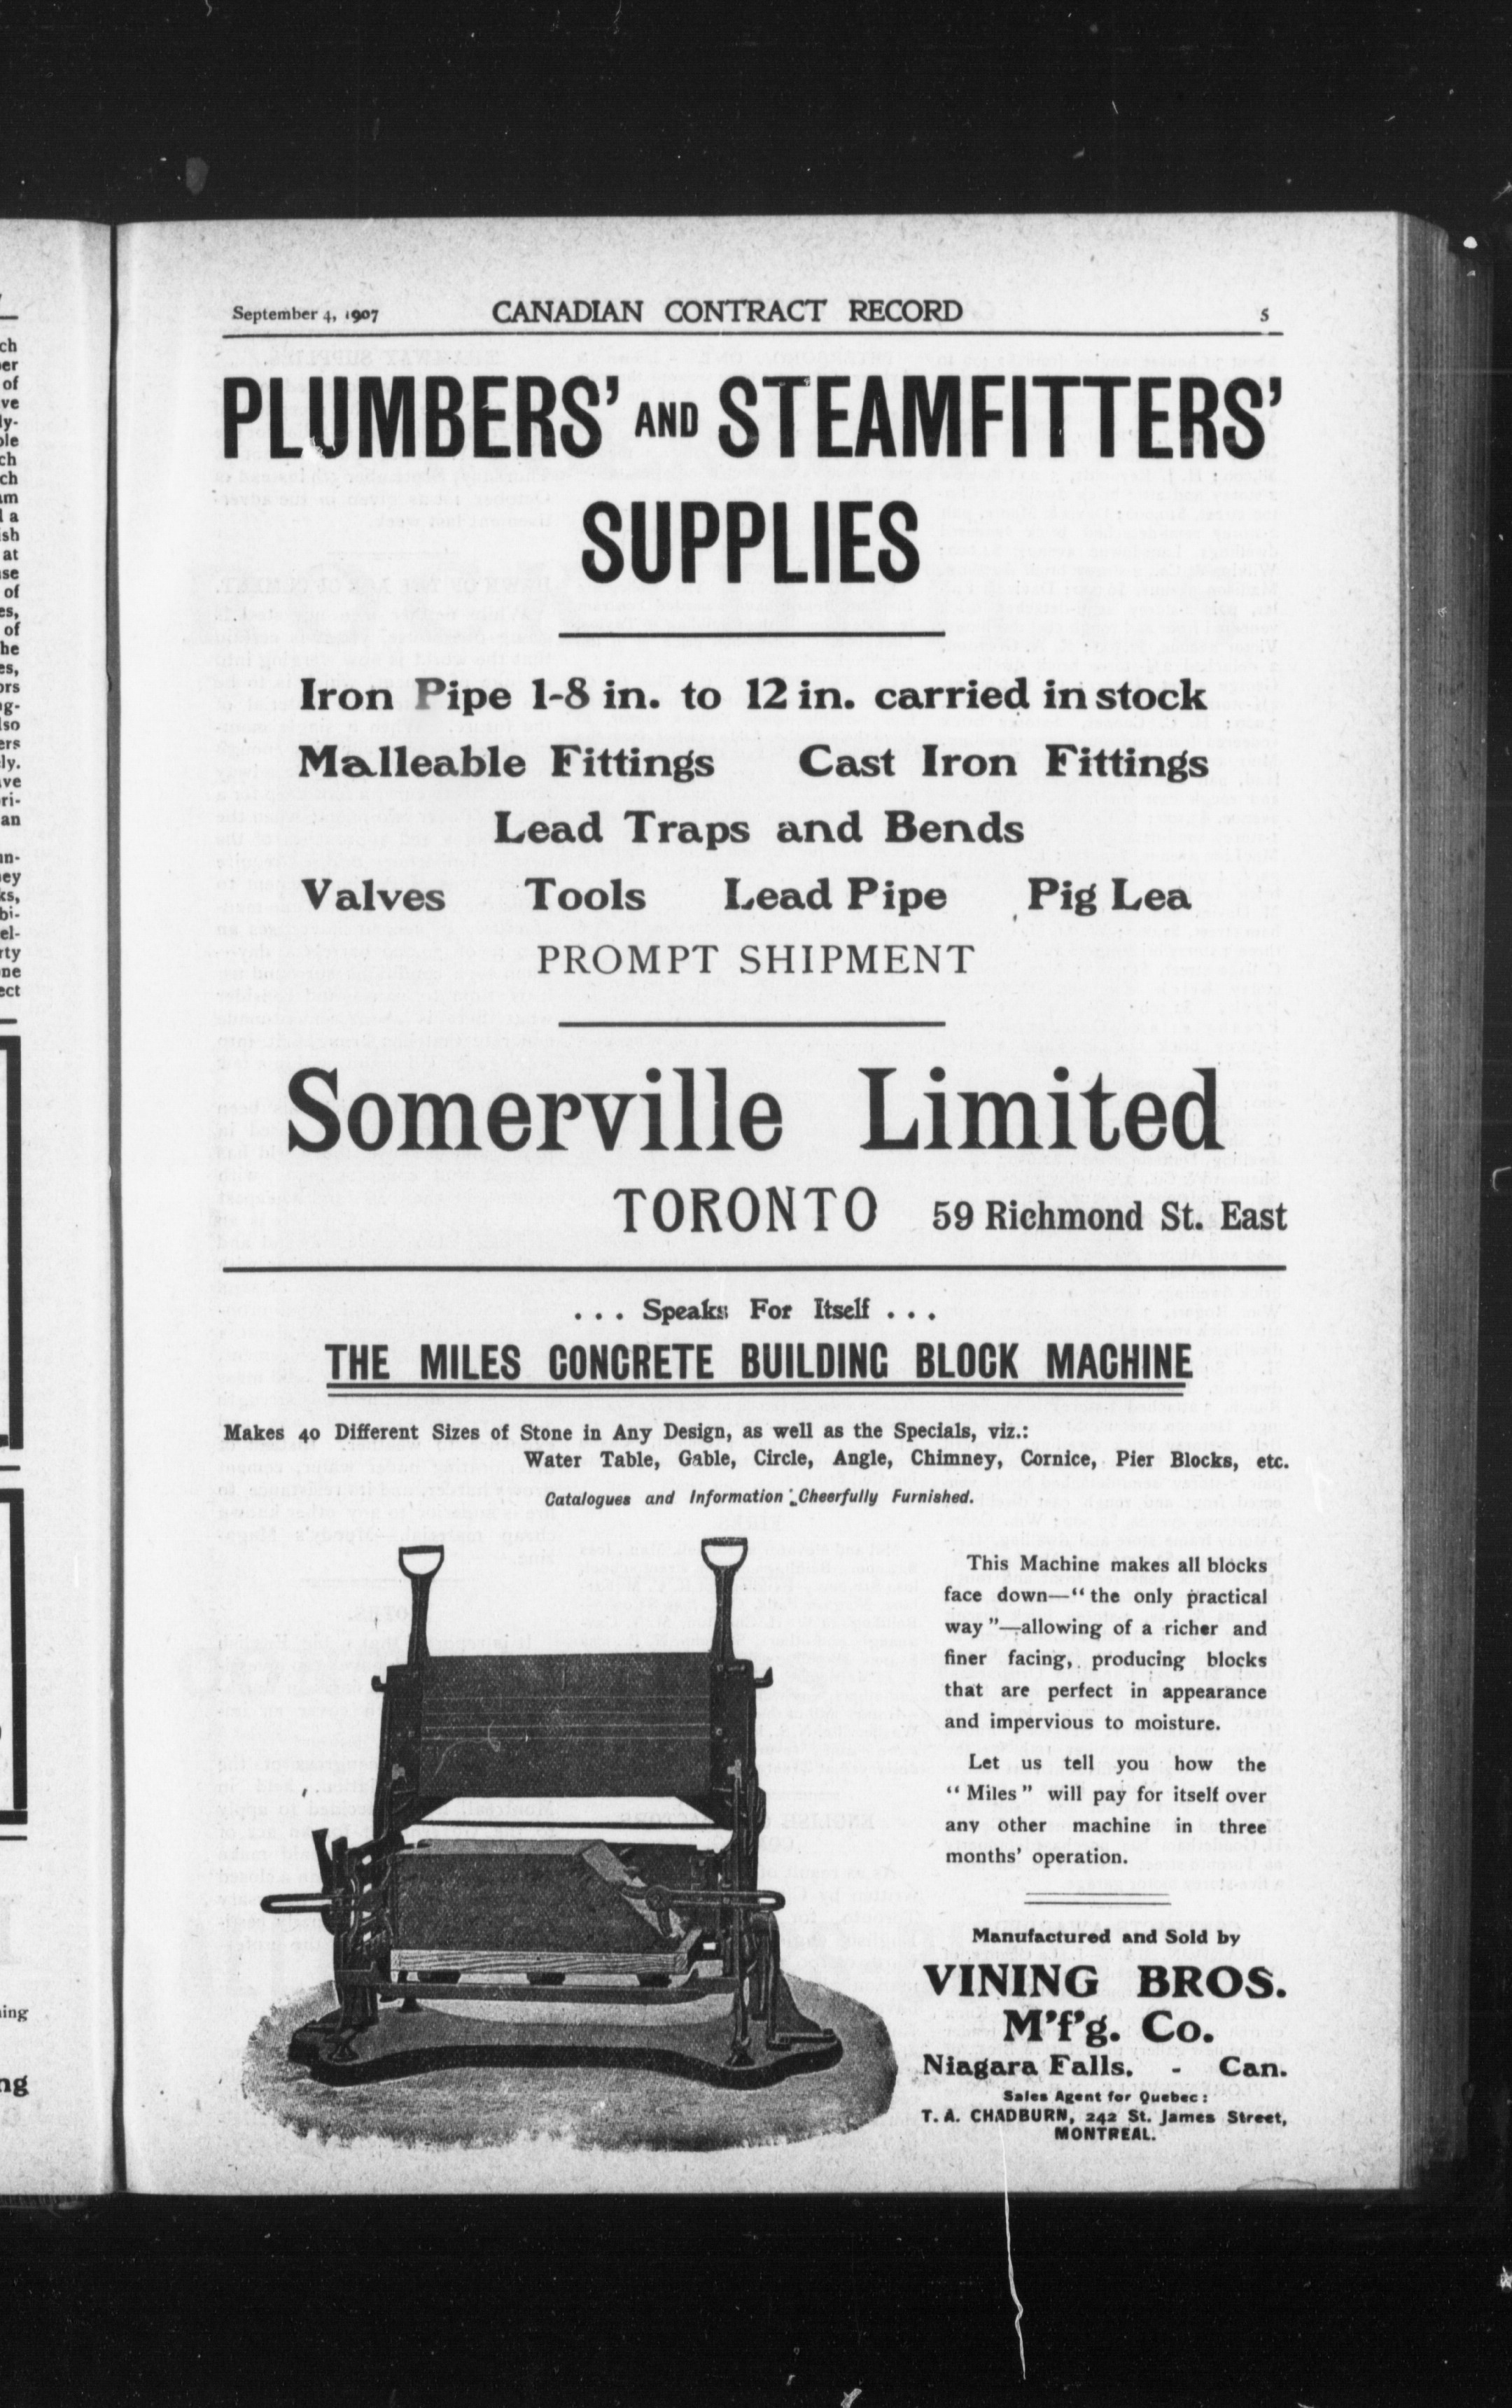 September 4, 1907 CANADIAN CONTRACT RECORD 5
PLUMBERS' AND STEAMFITTERS'
SUPPLIES
Iron Pipe 1-8 in. to 12 in. carried in stock
Malleable Fittings Cast Iron Fittings
Lead Traps and Bends
Valves Tools Lead Pipe Pig Lea
PROMPT SHIPMENT
Somerville Limited
TORONTO 59 Richmond St. East
... Speaks For Itself ...
THE MILES CONCRETE BUILDING BLOCK MACHINE
Makes 40 Different Sizes of Stone in Any Design, as well as the Specials, viz.:
Water Table, Gable, Circle, Angle, Chimney, Cornice, Pier Blocks, etc.
Catalogues and Information Cheerfully Furnished.
This Machine makes all blocks
face down—“the only practical
way”—allowing of a richer and
finer facing, producing blocks
that are perfect in appearance
and impervious to moisture.
Let us tell you how the
“Miles” will pay for itself over
any other machine in three
months' operation.
Manufactured and Sold by
VINING BROS.
M'f'g. Co.
Niagara Falls. - Can.
Sales Agent for Quebec:
T. A. CHADBURN, 242 St. James Street,
MONTREAL.